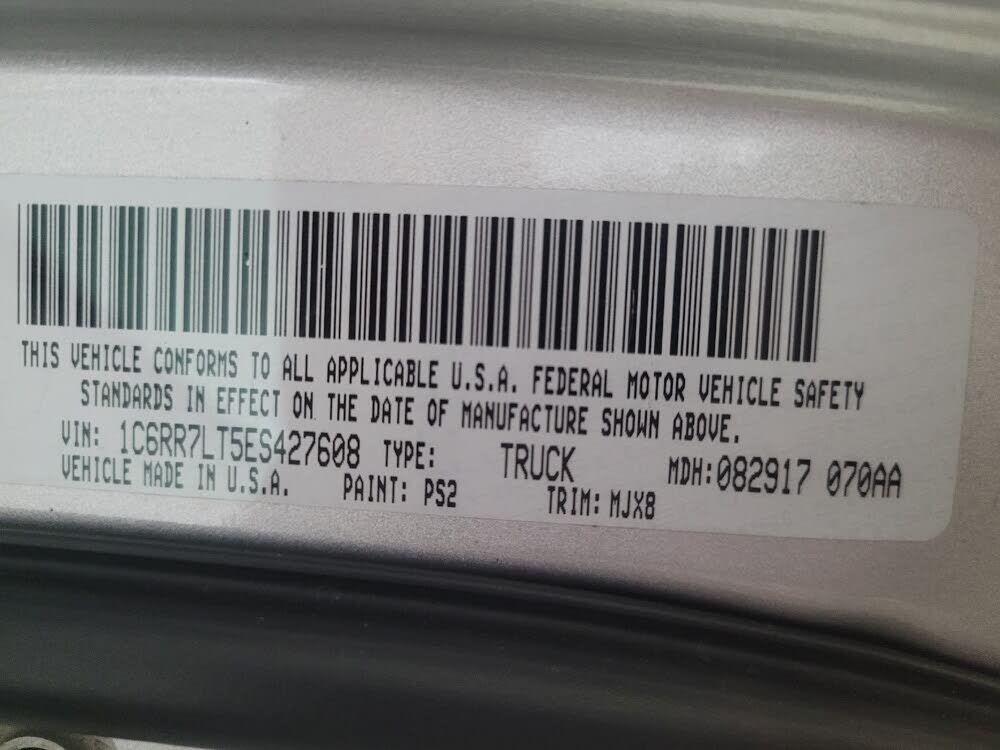 THIS VEHICLE CONFORMS TO ALL APPLICABLE U.S.A. FEDERAL MOTOR VEHICLE SAFETY
STANDARDS IN EFFECT ON THE DATE OF MANUFACTURE SHOWN ABOVE.
VIN: 1C6RR7LT5ES427608 TYPE: TRUCK MDH:082917 070AA
VEHICLE MADE IN U.S.A. PAINT: PS2 TRIM: MJX8